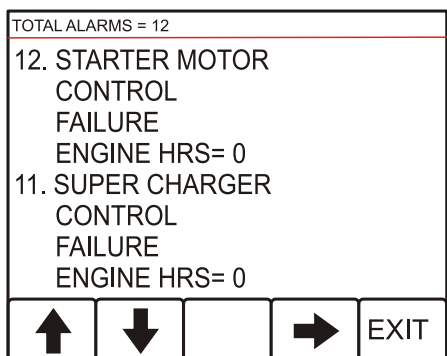 TOTAL ALARMS = 12
12. STARTER MOTOR
CONTROL
FAILURE
ENGINE HRS= 0
11. SUPER CHARGER
CONTROL
FAILURE
ENGINE HRS= 0
EXIT